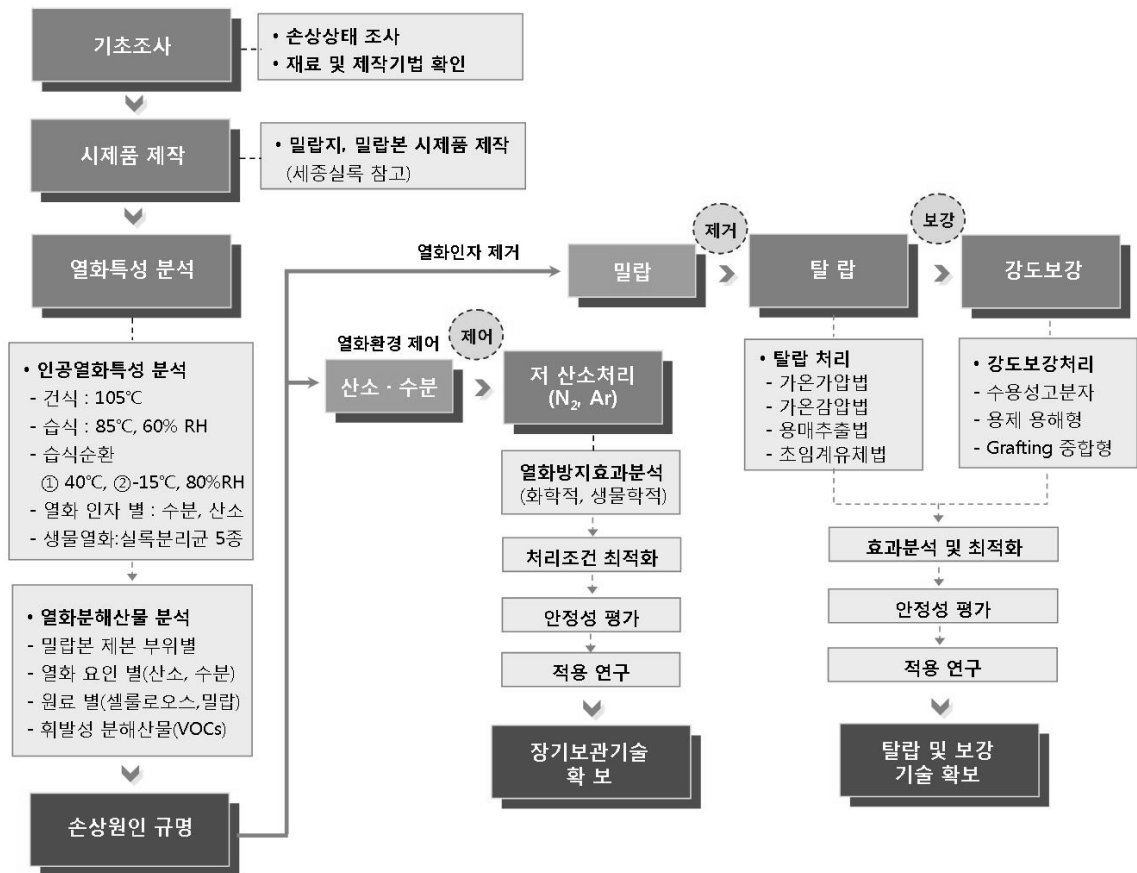 기초조사
• 손상상태 조사
• 재료 및 제작기법 확인
시제품 제작
• 밀랍지, 밀랍본 시제품 제작
(세종실록 참고)
열화특성 분석
• 인공열화특성 분석
- 건식 : 105℃
- 습식 : 85℃, 60% RH
- 습식순환
① 40℃, ②-15℃, 80%RH
- 열화 인자 별 : 수분, 산소
- 생물열화:실록분리균 5종
• 열화분해산물 분석
- 밀랍본 제본 부위별
- 열화 요인 별(산소, 수분)
- 원료 별(셀룰로오스,밀랍)
- 휘발성 분해산물(VOCs)
손상원인 규명
열화인자 제거
밀랍
제거
탈 랍
보강
강도보강
열화환경 제어
제어
산소 · 수분
저 산소처리
(N₂, Ar)
열화방지효과분석
(화학적, 생물학적)
처리조건 최적화
안정성 평가
적용 연구
장기보관기술
확 보
• 탈랍 처리
- 가온가압법
- 가온감압법
- 용매추출법
- 초임계유체법
• 강도보강처리
- 수용성고분자
- 용제 용해형
- Grafting 중합형
효과분석 및 최적화
안정성 평가
적용 연구
탈랍 및 보강
기술 확보